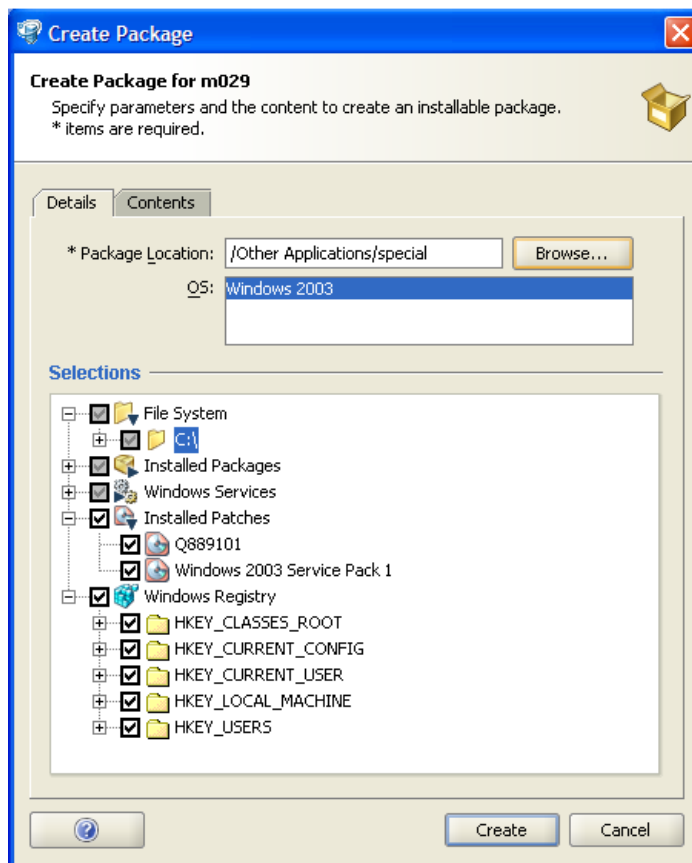 Create Package
Create Package for m029
Specify parameters and the content to create an installable package.
* items are required.
Details Contents
* Package Location: /Other Applications/special Browse...
OS: Windows 2003
Selections
File System
C:\
Installed Packages
Windows Services
Installed Patches
Q889101
Windows 2003 Service Pack 1
Windows Registry
HKEY_CLASSES_ROOT
HKEY_CURRENT_CONFIG
HKEY_CURRENT_USER
HKEY_LOCAL_MACHINE
HKEY_USERS
? Create Cancel